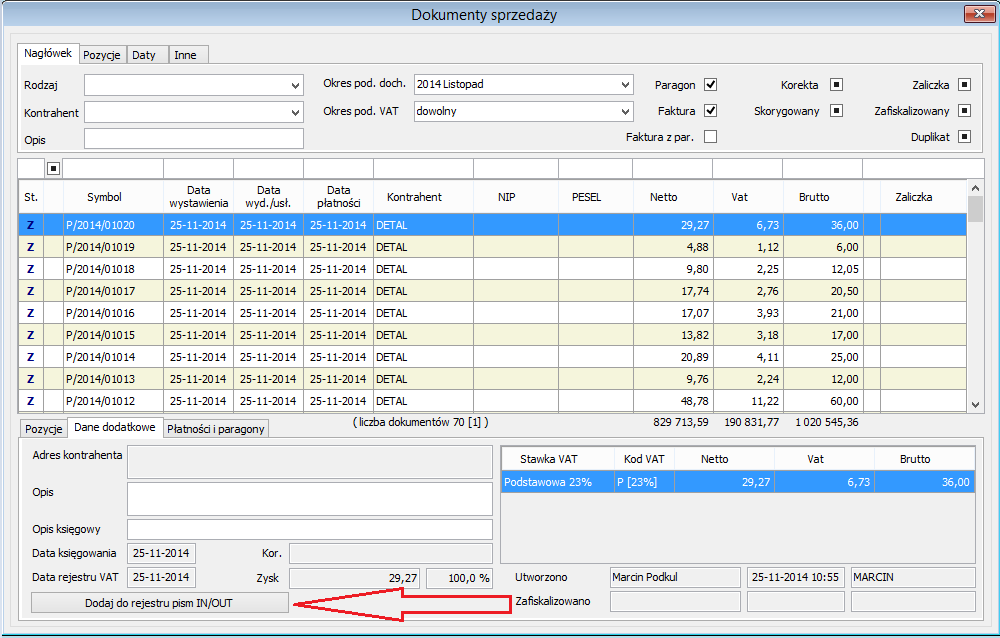 Dokumenty sprzedaży
Nagłówek Pozycje Daty Inne
Rodzaj Okres pod. doch. 2014 Listopad Paragon Korekta Zaliczka
Kontrahent Okres pod. VAT dowolny Faktura Skorygowany Zafiskalizowany
Opis Faktura z par. Duplikat
St. Symbol Data wystawienia Data wyd./usł. Data płatności Kontrahent NIP PESEL Netto Vat Brutto Zaliczka
Z P/2014/01020 25-11-2014 25-11-2014 25-11-2014 DETAL 29,27 6,73 36,00
Z P/2014/01019 25-11-2014 25-11-2014 25-11-2014 DETAL 4,88 1,12 6,00
Z P/2014/01018 25-11-2014 25-11-2014 25-11-2014 DETAL 9,80 2,25 12,05
Z P/2014/01017 25-11-2014 25-11-2014 25-11-2014 DETAL 17,74 2,76 20,50
Z P/2014/01016 25-11-2014 25-11-2014 25-11-2014 DETAL 17,07 3,93 21,00
Z P/2014/01015 25-11-2014 25-11-2014 25-11-2014 DETAL 13,82 3,18 17,00
Z P/2014/01014 25-11-2014 25-11-2014 25-11-2014 DETAL 20,89 4,11 25,00
Z P/2014/01013 25-11-2014 25-11-2014 25-11-2014 DETAL 9,76 2,24 12,00
Z P/2014/01012 25-11-2014 25-11-2014 25-11-2014 DETAL 48,78 11,22 60,00
( liczba dokumentów 70 [1] ) 829 713,59 190 831,77 1 020 545,36
Pozycje Dane dodatkowe Płatności i paragony
Adres kontrahenta Stawka VAT Kod VAT Netto Vat Brutto
Podstawowa 23% P [23%] 29,27 6,73 36,00
Opis
Opis księgowy
Data księgowania 25-11-2014 Kor.
Data rejestru VAT 25-11-2014 Zysk 29,27 100,0 % Utworzono Marcin Podkul 25-11-2014 10:55 MARCIN
Dodaj do rejestru pism IN/OUT Zafiskalizowano